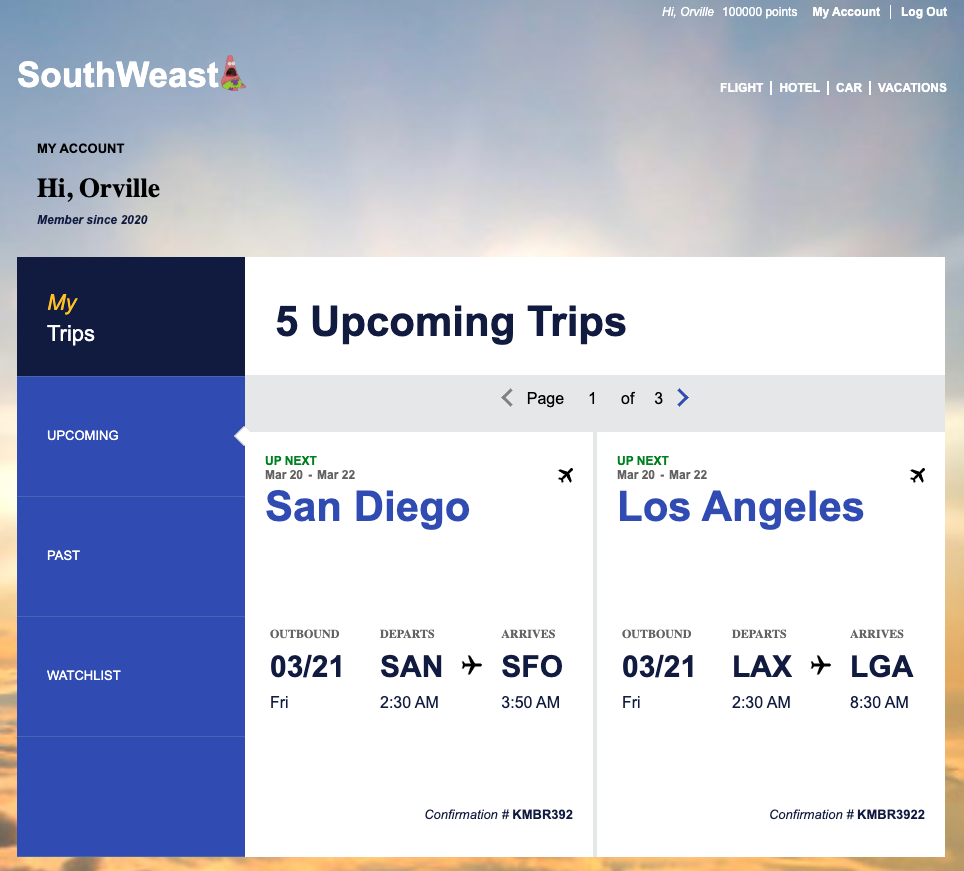 Hi, Orville 100000 points My Account Log Out
SouthWeast
FLIGHT HOTEL CAR VACATIONS
MY ACCOUNT
Hi, Orville
Member since 2020
My
Trips
5 Upcoming Trips
Page 1 of 3
UPCOMING
PAST
WATCHLIST
UP NEXT
Mar 20 - Mar 22
San Diego
OUTBOUND DEPARTS ARRIVES
03/21 SAN SFO
Fri 2:30 AM 3:50 AM
Confirmation # KMBR392
UP NEXT
Mar 20 - Mar 22
Los Angeles
OUTBOUND DEPARTS ARRIVES
03/21 LAX LGA
Fri 2:30 AM 8:30 AM
Confirmation # KMBR3922